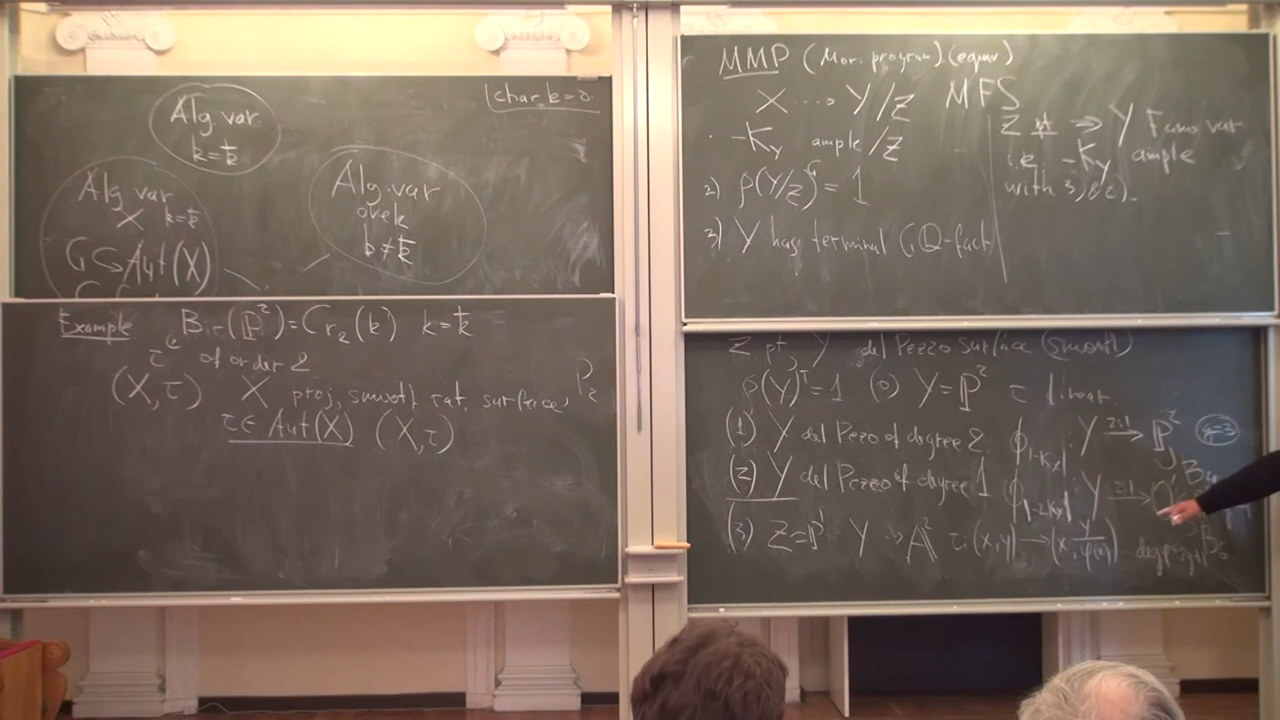 char k=0.
Alg. var.
k=k̄
Alg var
X k=k̄
G⊂Aut(X)
Alg.var
over k
k≠k̄
Example Bir(P²)=Cr₂(k) k=k̄
τ of order 2
(X,τ) X proj, smooth rat. surface,
τ∈Aut(X) (X,τ)
MMP (Mor. program) (equiv)
X ⇢ Y/Z MFS
-K_Y ample /Z
2) ρ(Y/Z)^G=1
3) Y has terminal GQ-fact
Z pt → Y Fano var
i.e. -K_Y ample
with 3) & 2).
Z pt, Y del Pezzo surface (smooth)
ρ(Y)^τ=1 (0) Y=P² τ linear
(1) Y del Pezzo of degree 2. φ_|-K_Y| : Y →^{2:1} P² g=3
(2) Y del Pezzo of degree 1 φ_|-2K_Y| : Y →^{2:1} Q'
(3) Z=P¹ Y ⇢ A² τ:(x,y) → (x, y/φ(x))